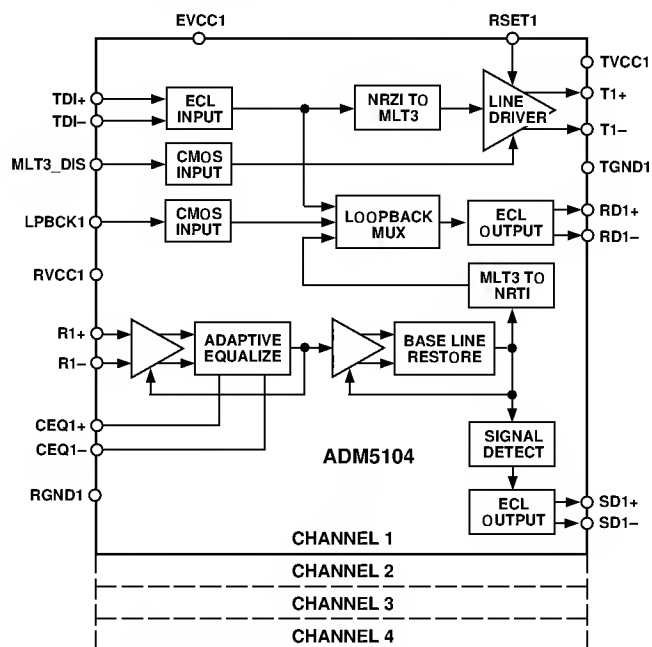 EVCC1
RSET1
TVCC1
TDI+
TDI–
ECL
INPUT
NRZI TO
MLT3
LINE
DRIVER
T1+
T1–
MLT3_DIS
CMOS
INPUT
TGND1
LPBCK1
CMOS
INPUT
LOOPBACK
MUX
ECL
OUTPUT
RD1+
RD1–
RVCC1
MLT3 TO
NRTI
R1+
R1–
ADAPTIVE
EQUALIZE
BASE LINE
RESTORE
CEQ1+
CEQ1–
SIGNAL
DETECT
ADM5104
RGND1
ECL
OUTPUT
SD1+
SD1–
CHANNEL 1
CHANNEL 2
CHANNEL 3
CHANNEL 4